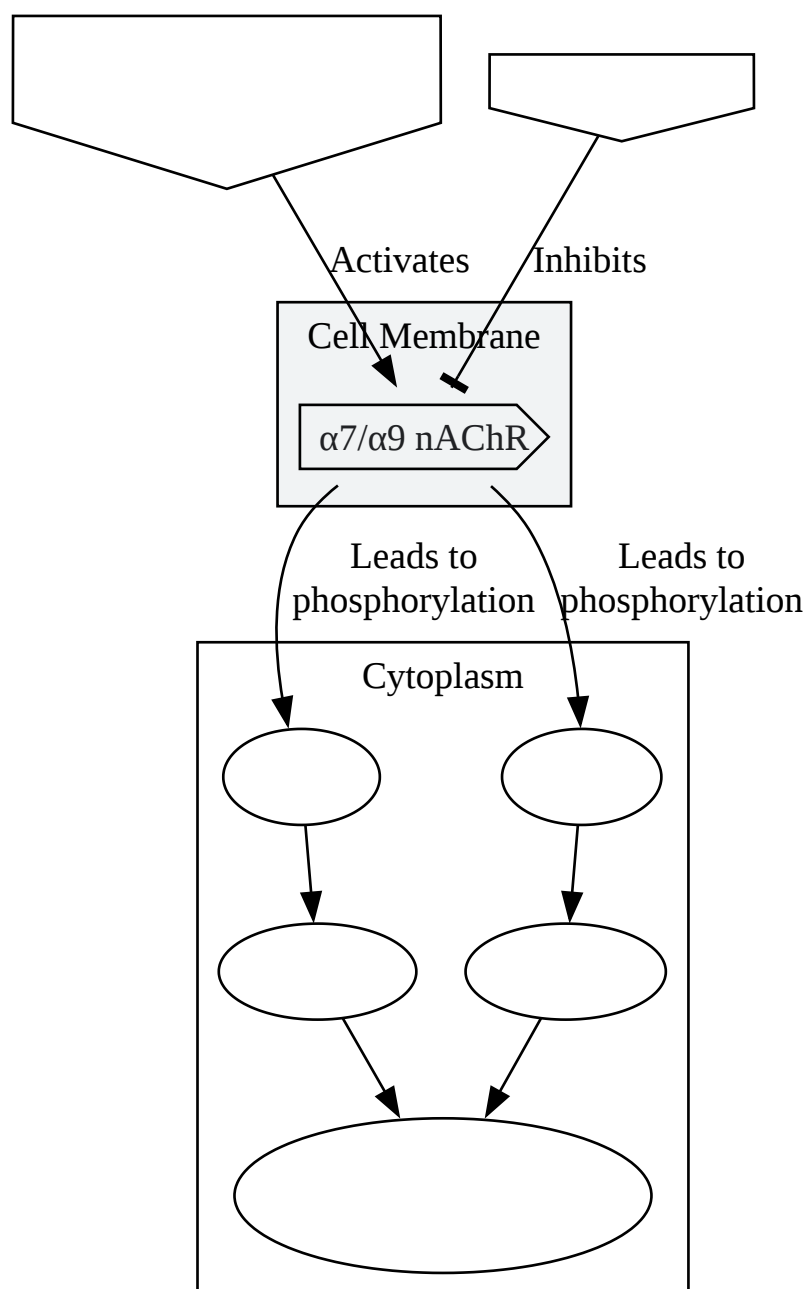 Activates
Inhibits
Cell Membrane
α7/α9 nAChR
Leads to
phosphorylation
Leads to
phosphorylation
Cytoplasm